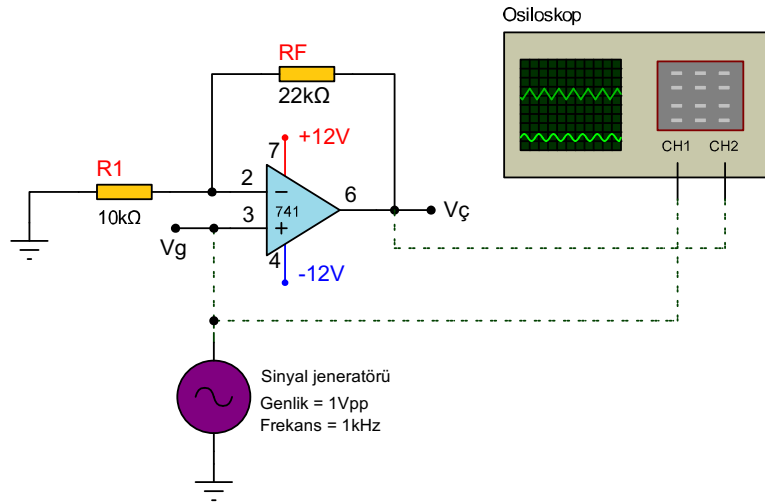 Osiloskop
RF
22kΩ
+12V
7
R1
2
6
Vç
741
10kΩ
3
Vg
4
-12V
CH1
CH2
Sinyal jeneratörü
Genlik = 1Vpp
Frekans = 1kHz